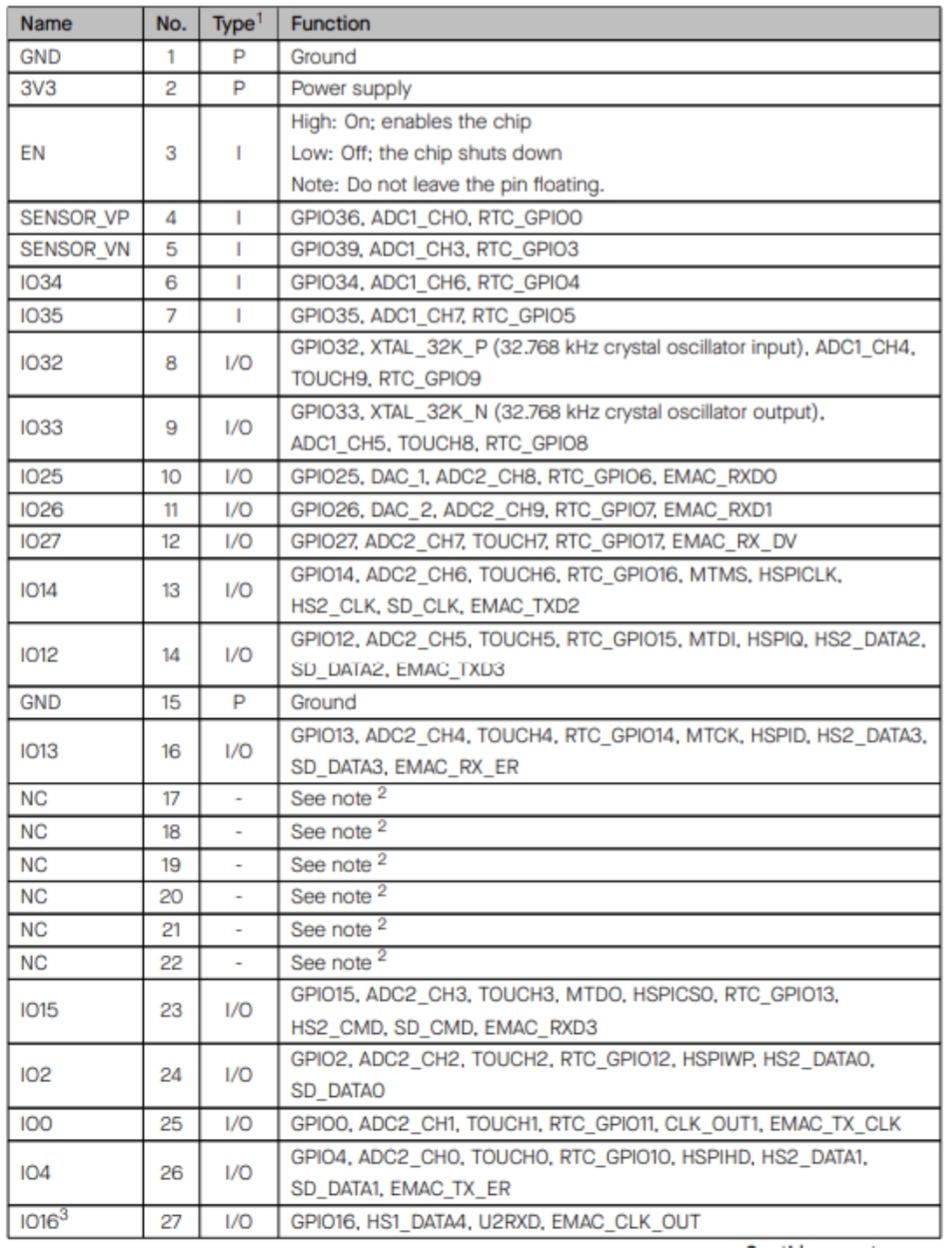 Name No. Type1 Function
GND 1 P Ground
3V3 2 P Power supply
High: On; enables the chip
EN 3 I Low: Off; the chip shuts down
Note: Do not leave the pin floating.
SENSOR_VP 4 I GPIO36, ADC1_CH0, RTC_GPIO0
SENSOR_VN 5 I GPIO39, ADC1_CH3, RTC_GPIO3
IO34 6 I GPIO34, ADC1_CH6, RTC_GPIO4
IO35 7 I GPIO35, ADC1_CH7, RTC_GPIO5
IO32 8 I/O GPIO32, XTAL_32K_P (32.768 kHz crystal oscillator input), ADC1_CH4,
TOUCH9, RTC_GPIO9
IO33 9 I/O GPIO33, XTAL_32K_N (32.768 kHz crystal oscillator output),
ADC1_CH5, TOUCH8, RTC_GPIO8
IO25 10 I/O GPIO25, DAC_1, ADC2_CH8, RTC_GPIO6, EMAC_RXD0
IO26 11 I/O GPIO26, DAC_2, ADC2_CH9, RTC_GPIO7, EMAC_RXD1
IO27 12 I/O GPIO27, ADC2_CH7, TOUCH7, RTC_GPIO17, EMAC_RX_DV
IO14 13 I/O GPIO14, ADC2_CH6, TOUCH6, RTC_GPIO16, MTMS, HSPICLK,
HS2_CLK, SD_CLK, EMAC_TXD2
IO12 14 I/O GPIO12, ADC2_CH5, TOUCH5, RTC_GPIO15, MTDI, HSPIQ, HS2_DATA2,
SD_DATA2, EMAC_TXD3
GND 15 P Ground
IO13 16 I/O GPIO13, ADC2_CH4, TOUCH4, RTC_GPIO14, MTCK, HSPID, HS2_DATA3,
SD_DATA3, EMAC_RX_ER
NC 17 - See note 2
NC 18 - See note 2
NC 19 - See note 2
NC 20 - See note 2
NC 21 - See note 2
NC 22 - See note 2
IO15 23 I/O GPIO15, ADC2_CH3, TOUCH3, MTDO, HSPICS0, RTC_GPIO13,
HS2_CMD, SD_CMD, EMAC_RXD3
IO2 24 I/O GPIO2, ADC2_CH2, TOUCH2, RTC_GPIO12, HSPIWP, HS2_DATA0,
SD_DATA0
IO0 25 I/O GPIO0, ADC2_CH1, TOUCH1, RTC_GPIO11, CLK_OUT1, EMAC_TX_CLK
IO4 26 I/O GPIO4, ADC2_CH0, TOUCH0, RTC_GPIO10, HSPIHD, HS2_DATA1,
SD_DATA1, EMAC_TX_ER
IO163 27 I/O GPIO16, HS1_DATA4, U2RXD, EMAC_CLK_OUT